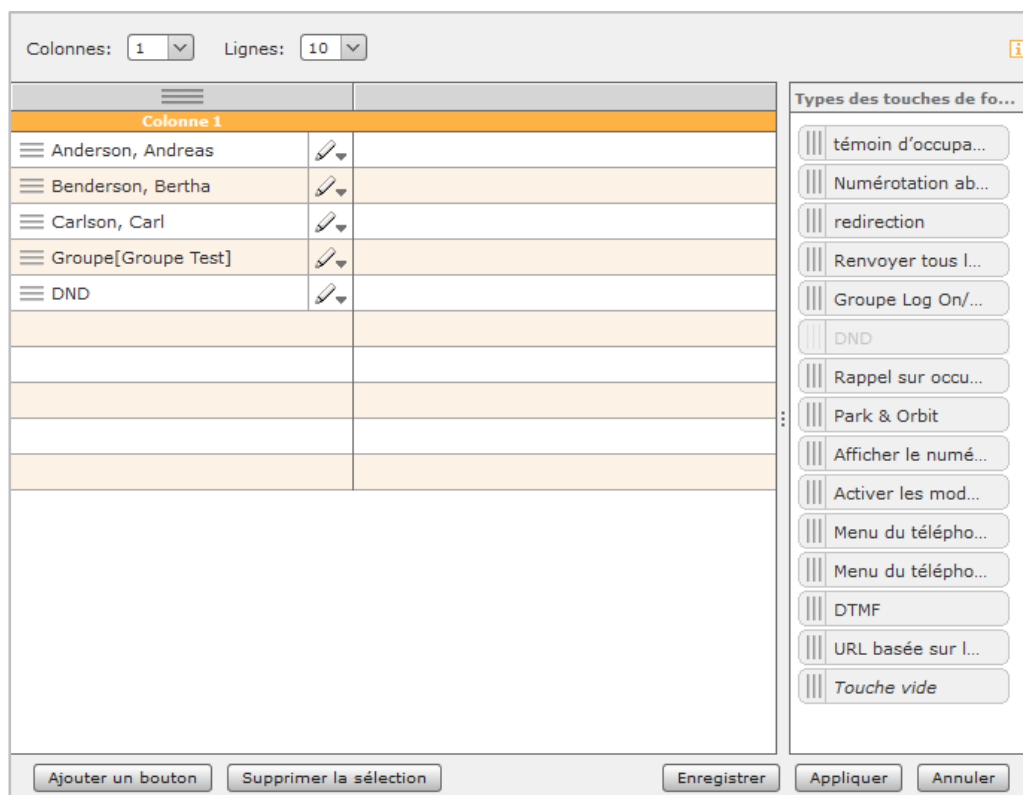 Colonnes: 1 Lignes: 10
Types des touches de fo...
Colonne 1
Anderson, Andreas
Benderson, Bertha
Carlson, Carl
Groupe[Groupe Test]
DND
témoin d’occupa...
Numérotation ab...
redirection
Renvoyer tous l...
Groupe Log On/...
DND
Rappel sur occu...
Park & Orbit
Afficher le numé...
Activer les mod...
Menu du télépho...
Menu du télépho...
DTMF
URL basée sur l...
Touche vide
Ajouter un bouton Supprimer la sélection Enregistrer Appliquer Annuler